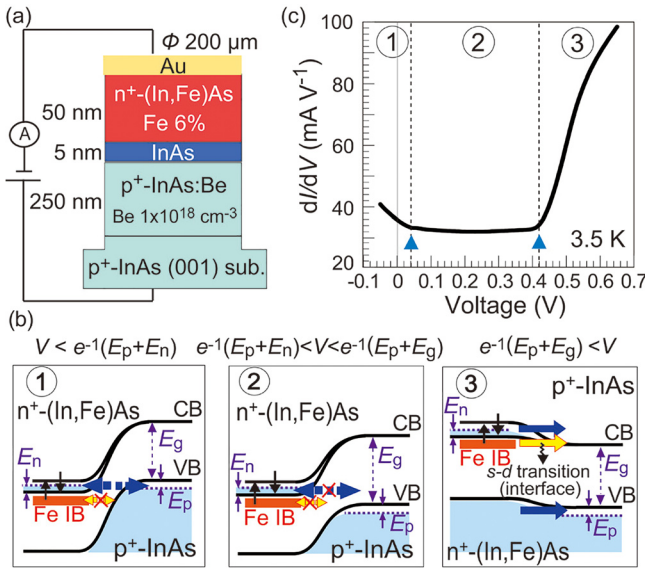 (a)
Φ 200 μm
Au
n⁺-(In,Fe)As
Fe 6%
50 nm
A
5 nm
InAs
250 nm
p⁺-InAs:Be
Be 1x10¹⁸ cm⁻³
p⁺-InAs (001) sub.
(c)
1
2
3
100
80
60
40
20
dI/dV (mA V⁻¹)
3.5 K
-0.1 0 0.1 0.2 0.3 0.4 0.5 0.6 0.7
Voltage (V)
(b)
V < e⁻¹(Eₚ+Eₙ)
e⁻¹(Eₚ+Eₙ)<V<e⁻¹(Eₚ+E_g)
e⁻¹(Eₚ+E_g) <V
1
n⁺-(In,Fe)As
CB
Eₙ
E_g
VB
Fe IB
Eₚ
p⁺-InAs
2
n⁺-(In,Fe)As
CB
Eₙ
E_g
VB
Fe IB
Eₚ
p⁺-InAs
3
p⁺-InAs
Eₙ
CB
Fe IB
s-d transition
(interface)
E_g
VB
Eₚ
n⁺-(In,Fe)As